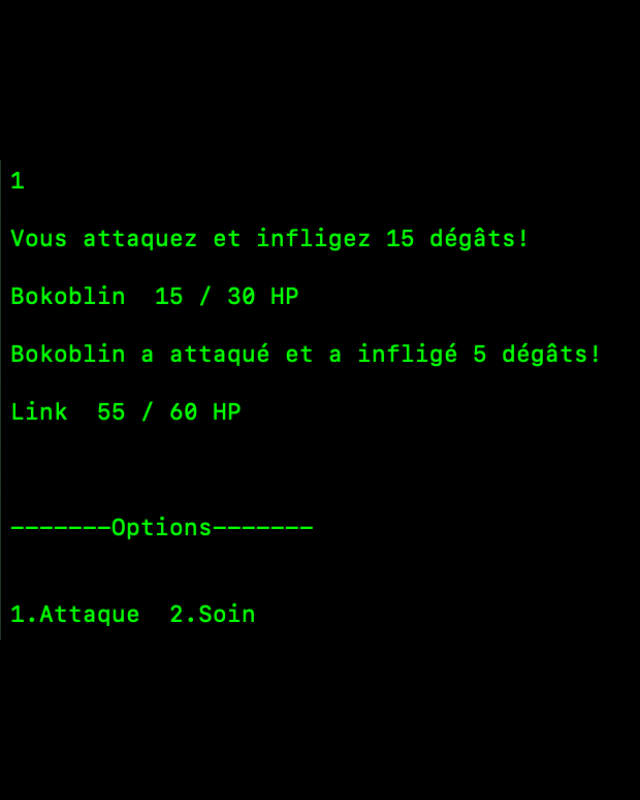 1
Vous attaquez et infligez 15 dégâts!
Bokoblin  15 / 30 HP
Bokoblin a attaqué et a infligé 5 dégâts!
Link  55 / 60 HP
-------Options-------
1.Attaque  2.Soin